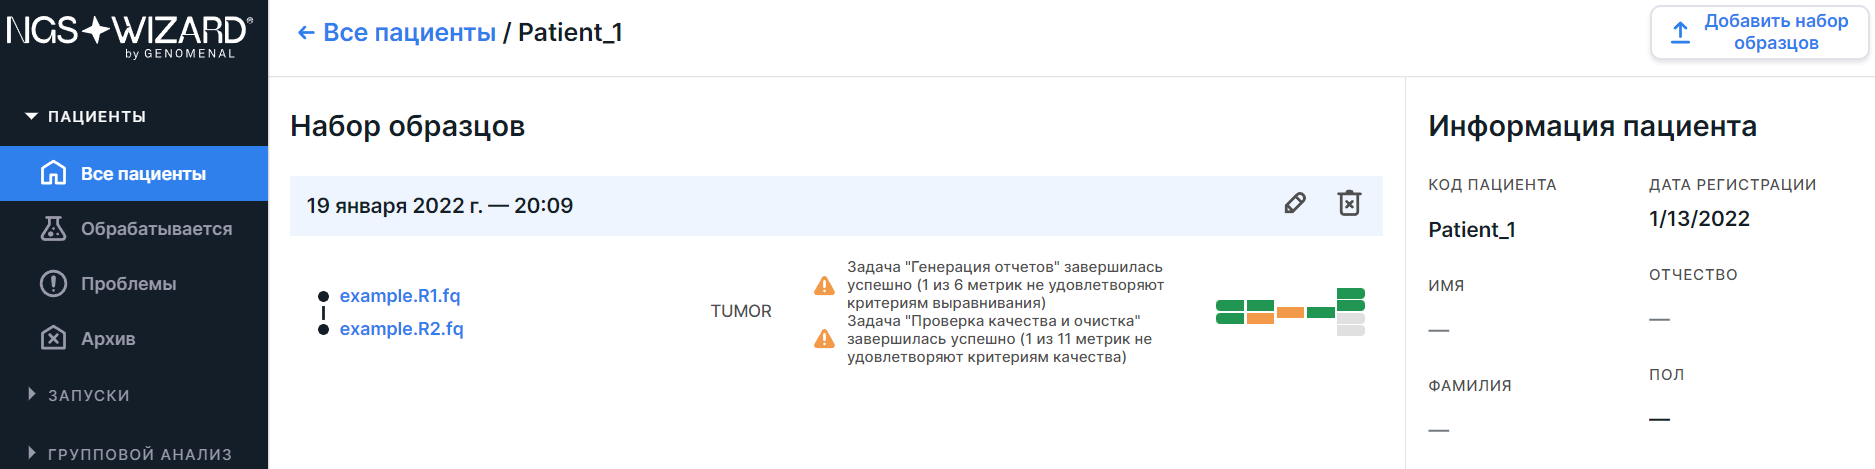 NGS WIZARD®
by GENOMENAL
ПАЦИЕНТЫ
Все пациенты
Обрабатывается
Проблемы
Архив
ЗАПУСКИ
ГРУППОВОЙ АНАЛИЗ
← Все пациенты / Patient_1
Добавить набор
образцов
Набор образцов
19 января 2022 г. — 20:09
example.R1.fq
example.R2.fq
TUMOR
Задача "Генерация отчетов" завершилась
успешно (1 из 6 метрик не удовлетворяют
критериям выравнивания)
Задача "Проверка качества и очистка"
завершилась успешно (1 из 11 метрик не
удовлетворяют критериям качества)
Информация пациента
КОД ПАЦИЕНТА
Patient_1
ДАТА РЕГИСТРАЦИИ
1/13/2022
ИМЯ
—
ОТЧЕСТВО
—
ФАМИЛИЯ
—
ПОЛ
—